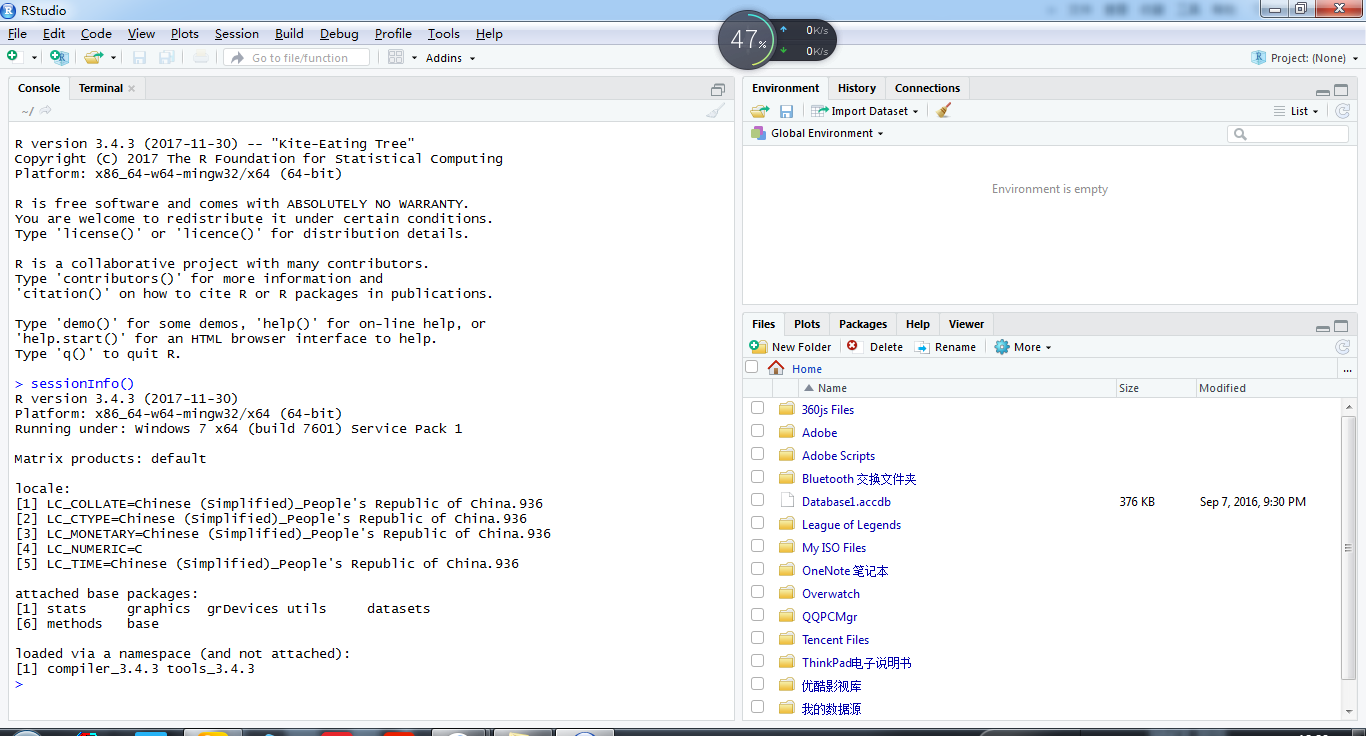 RStudio
File Edit Code View Plots Session Build Debug Profile Tools Help
47%
0K/s
0K/s
Go to file/function
Addins
Project: (None)
Console Terminal
~/
R version 3.4.3 (2017-11-30) -- "Kite-Eating Tree"
Copyright (C) 2017 The R Foundation for Statistical Computing
Platform: x86_64-w64-mingw32/x64 (64-bit)
R is free software and comes with ABSOLUTELY NO WARRANTY.
You are welcome to redistribute it under certain conditions.
Type 'license()' or 'licence()' for distribution details.
R is a collaborative project with many contributors.
Type 'contributors()' for more information and
'citation()' on how to cite R or R packages in publications.
Type 'demo()' for some demos, 'help()' for on-line help, or
'help.start()' for an HTML browser interface to help.
Type 'q()' to quit R.
> sessionInfo()
R version 3.4.3 (2017-11-30)
Platform: x86_64-w64-mingw32/x64 (64-bit)
Running under: Windows 7 x64 (build 7601) Service Pack 1
Matrix products: default
locale:
[1] LC_COLLATE=Chinese (Simplified)_People's Republic of China.936
[2] LC_CTYPE=Chinese (Simplified)_People's Republic of China.936
[3] LC_MONETARY=Chinese (Simplified)_People's Republic of China.936
[4] LC_NUMERIC=C
[5] LC_TIME=Chinese (Simplified)_People's Republic of China.936
attached base packages:
[1] stats     graphics  grDevices utils     datasets
[6] methods   base
loaded via a namespace (and not attached):
[1] compiler_3.4.3 tools_3.4.3
>
Environment History Connections
Import Dataset List
Global Environment
Environment is empty
Files Plots Packages Help Viewer
New Folder Delete Rename More
Home ...
Name Size Modified
360js Files
Adobe
Adobe Scripts
Bluetooth 交换文件夹
Database1.accdb 376 KB Sep 7, 2016, 9:30 PM
League of Legends
My ISO Files
OneNote 笔记本
Overwatch
QQPCMgr
Tencent Files
ThinkPad电子说明书
优酷影视库
我的数据源